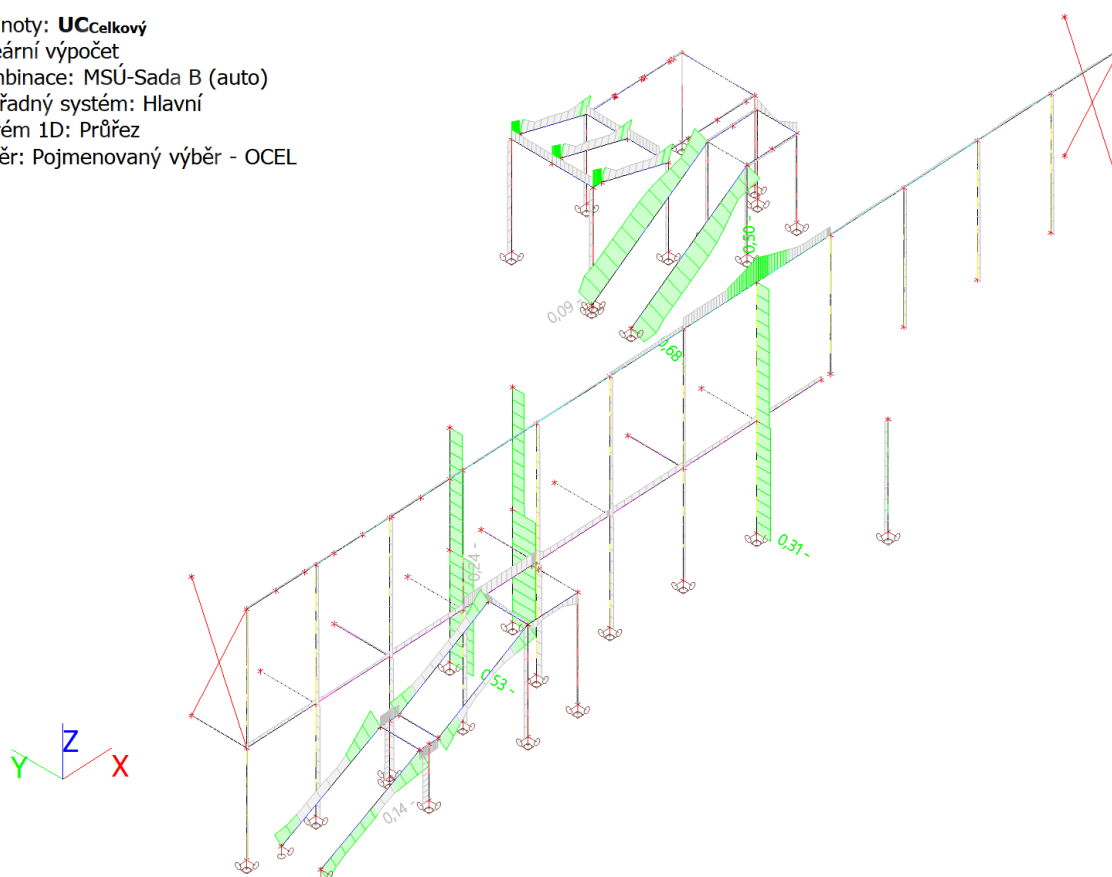 noty: UCCelkový
eární výpočet
nbinace: MSÚ-Sada B (auto)
řadný systém: Hlavní
rém 1D: Průřez
ěr: Pojmenovaný výběr - OCEL
0,50 -
0,09 -
0,68
0,31 -
0,24 -
0,53 -
0,14 -
Z
Y
X